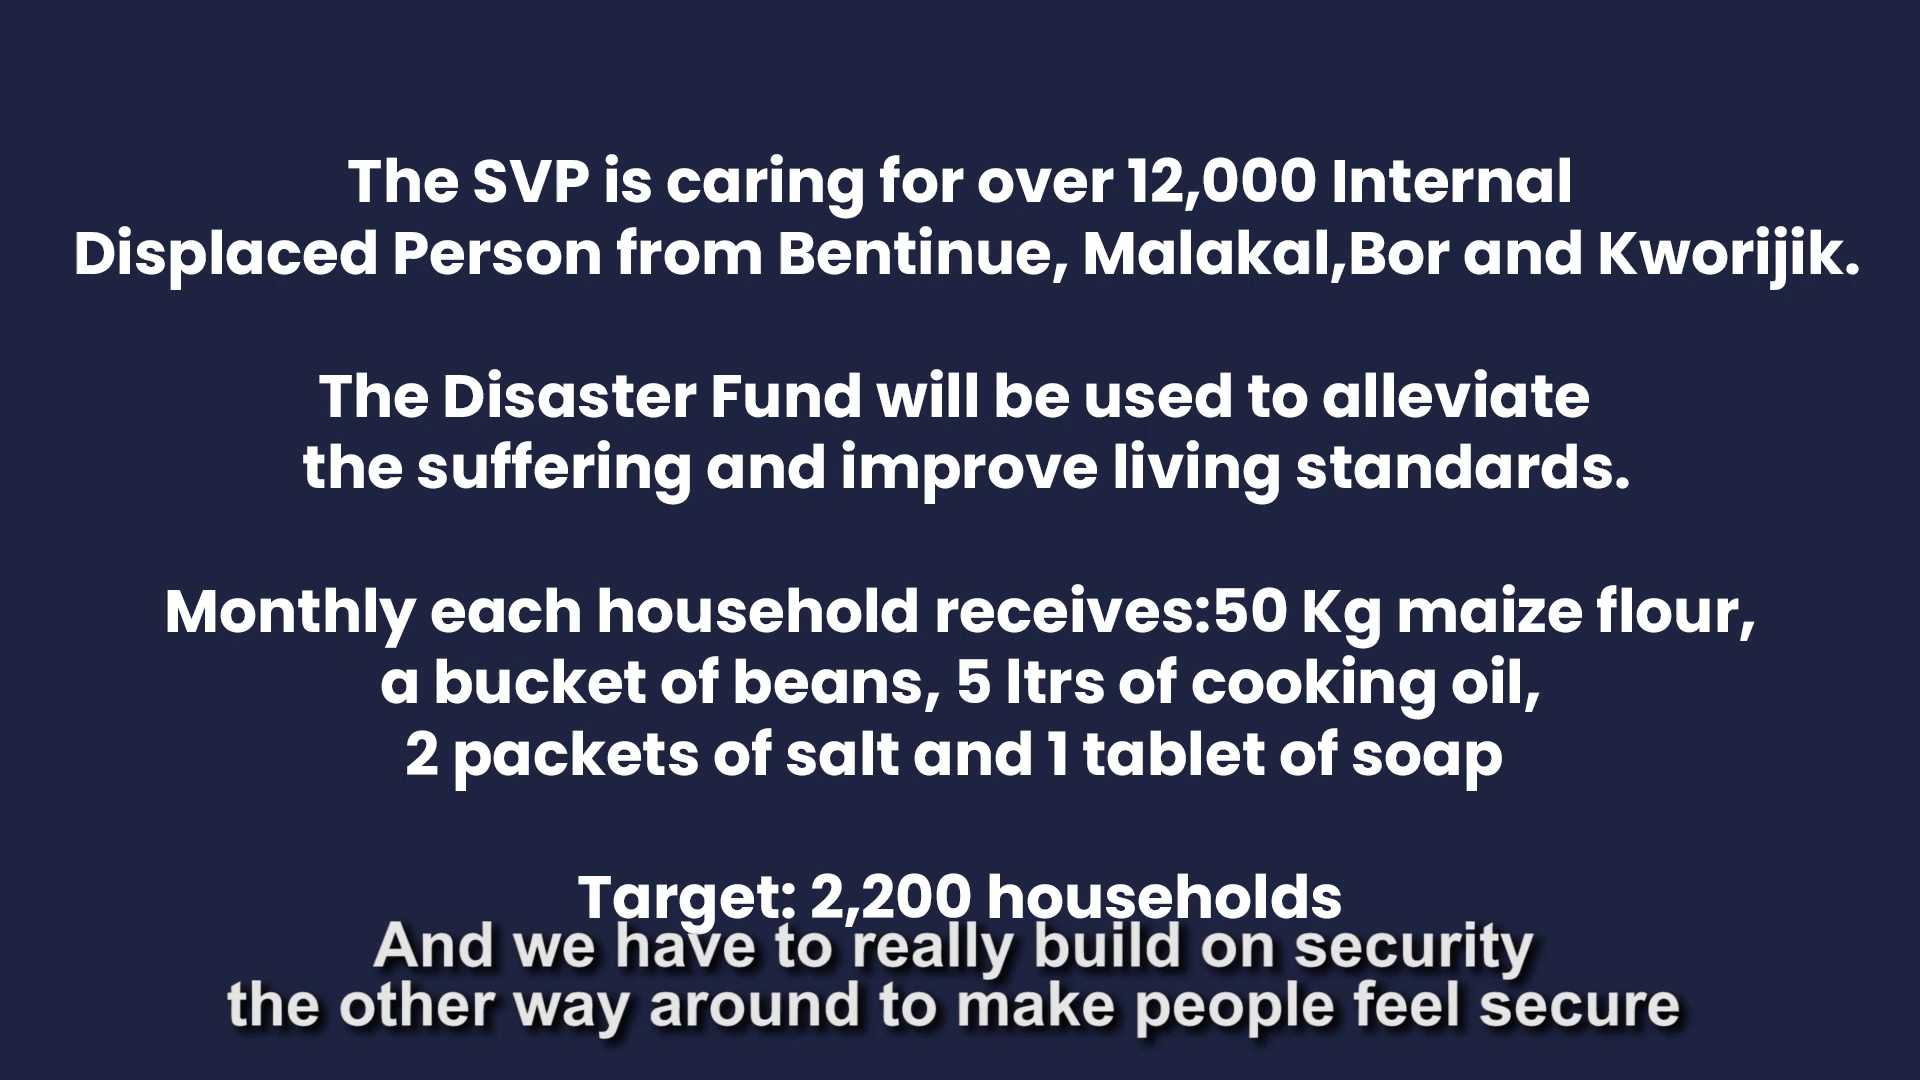 The SVP is caring for over 12,000 Internal
Displaced Person from Bentinue, Malakal,Bor and Kworijik.
The Disaster Fund will be used to alleviate
the suffering and improve living standards.
Monthly each household receives:50 Kg maize flour,
a bucket of beans, 5 ltrs of cooking oil,
2 packets of salt and 1 tablet of soap
Target: 2,200 households
And we have to really build on security
the other way around to make people feel secure